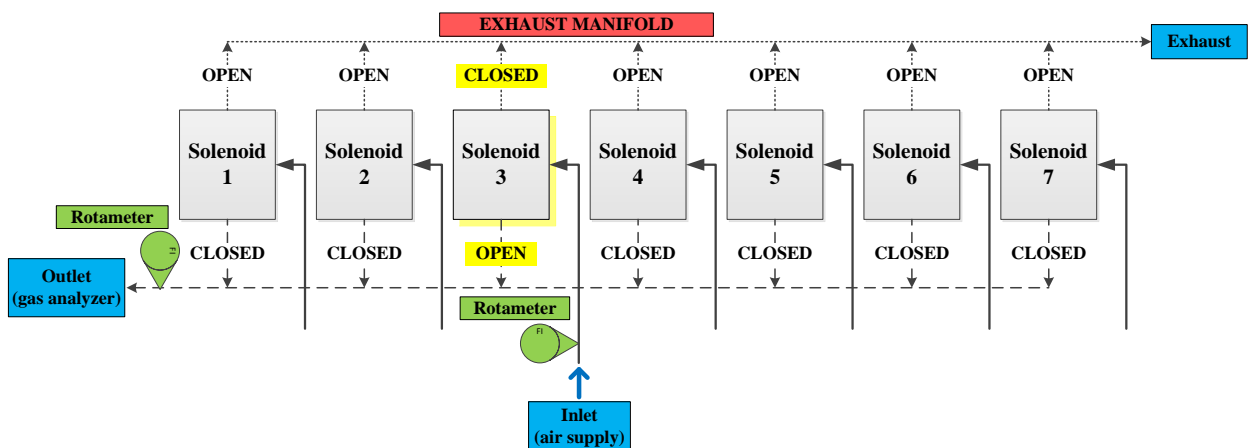 EXHAUST MANIFOLD
Exhaust
OPEN
OPEN
CLOSED
OPEN
OPEN
OPEN
OPEN
Solenoid
1
Solenoid
2
Solenoid
3
Solenoid
4
Solenoid
5
Solenoid
6
Solenoid
7
Rotameter
FI
CLOSED
CLOSED
OPEN
CLOSED
CLOSED
CLOSED
CLOSED
Outlet
(gas analyzer)
Rotameter
FI
Inlet
(air supply)